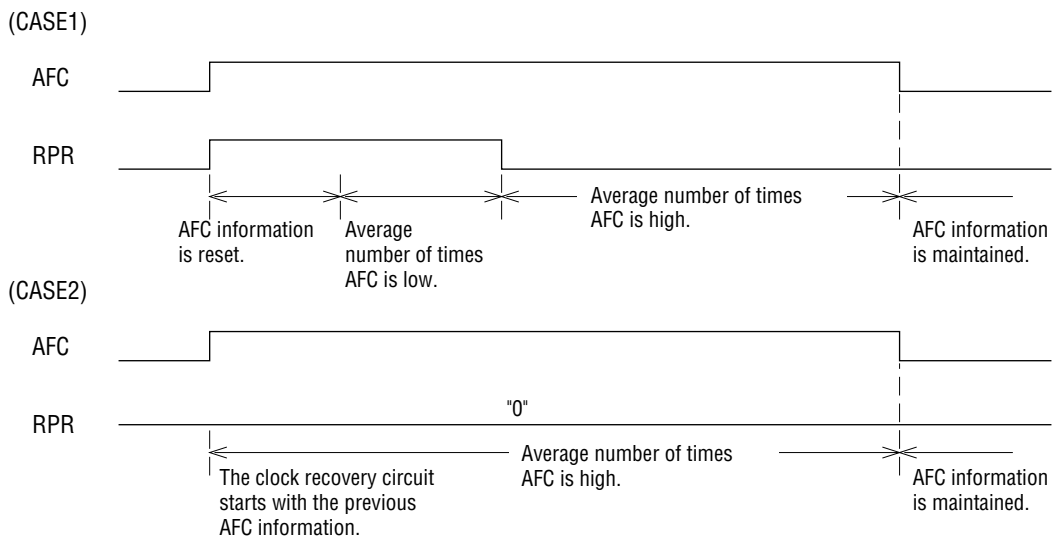 (CASE1)
AFC
RPR
AFC information
is reset.
Average
number of times
AFC is low.
Average number of times
AFC is high.
AFC information
is maintained.
(CASE2)
AFC
RPR
"0"
The clock recovery circuit
starts with the previous
AFC information.
Average number of times
AFC is high.
AFC information
is maintained.